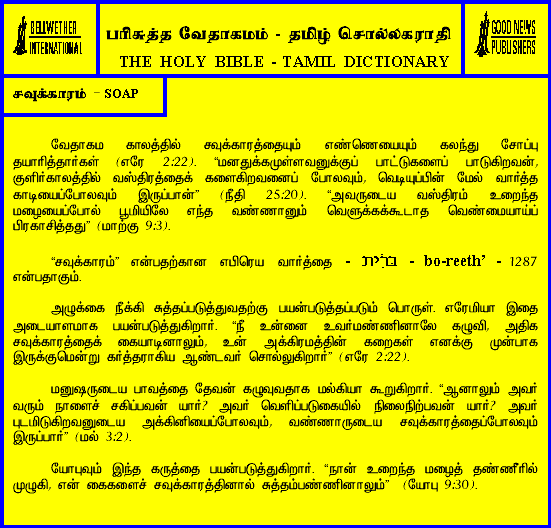 BELLWETHER
INTERNATIONAL
பரிசுத்த வேதாகமம் - தமிழ் சொல்லகராதி
THE HOLY BIBLE - TAMIL DICTIONARY
GOOD NEWS
PUBLISHERS
சவுக்காரம் - SOAP
வேதாகம காலத்தில் சவுக்காரத்தையும் எண்ணெயையும் கலந்து சோப்பு
தயாரித்தார்கள் (எரே 2:22). “மனதுக்கமுள்ளவனுக்குப் பாட்டுகளைப் பாடுகிறவன்,
குளிர்காலத்தில் வஸ்திரத்தைக் களைகிறவனைப் போலவும், வெடியுப்பின் மேல் வார்த்த
காடியைப்போலவும் இருப்பான்” (நீதி 25:20). “அவருடைய வஸ்திரம் உறைந்த
மழையைப்போல் பூமியிலே எந்த வண்ணானும் வெளுக்கக்கூடாத வெண்மையாய்ப்
பிரகாசித்தது” (மாற்கு 9:3).
“சவுக்காரம்” என்பதற்கான எபிரெய வார்த்தை - בּוֹרִית - bo-reeth’ - 1287
என்பதாகும்.
அழுக்கை நீக்கி சுத்தப்படுத்துவதற்கு பயன்படுத்தப்படும் பொருள். எரேமியா இதை
அடையாளமாக பயன்படுத்துகிறார். “நீ உன்னை உவர்மண்ணினாலே கழுவி, அதிக
சவுக்காரத்தைக் கையாடினாலும், உன் அக்கிரமத்தின் கறைகள் எனக்கு முன்பாக
இருக்குமென்று கர்த்தராகிய ஆண்டவர் சொல்லுகிறார்” (எரே 2:22).
மனுஷருடைய பாவத்தை தேவன் கழுவுவதாக மல்கியா கூறுகிறார். “ஆனாலும் அவர்
வரும் நாளைச் சகிப்பவன் யார்? அவர் வெளிப்படுகையில் நிலைநிற்பவன் யார்? அவர்
புடமிடுகிறவனுடைய அக்கினியைப்போலவும், வண்ணாருடைய சவுக்காரத்தைப்போலவும்
இருப்பார்” (மல் 3:2).
யோபுவும் இந்த கருத்தை பயன்படுத்துகிறார். “நான் உறைந்த மழைத் தண்ணீரில்
முழுகி, என் கைகளைச் சவுக்காரத்தினால் சுத்தம்பண்ணினாலும்” (யோபு 9:30).